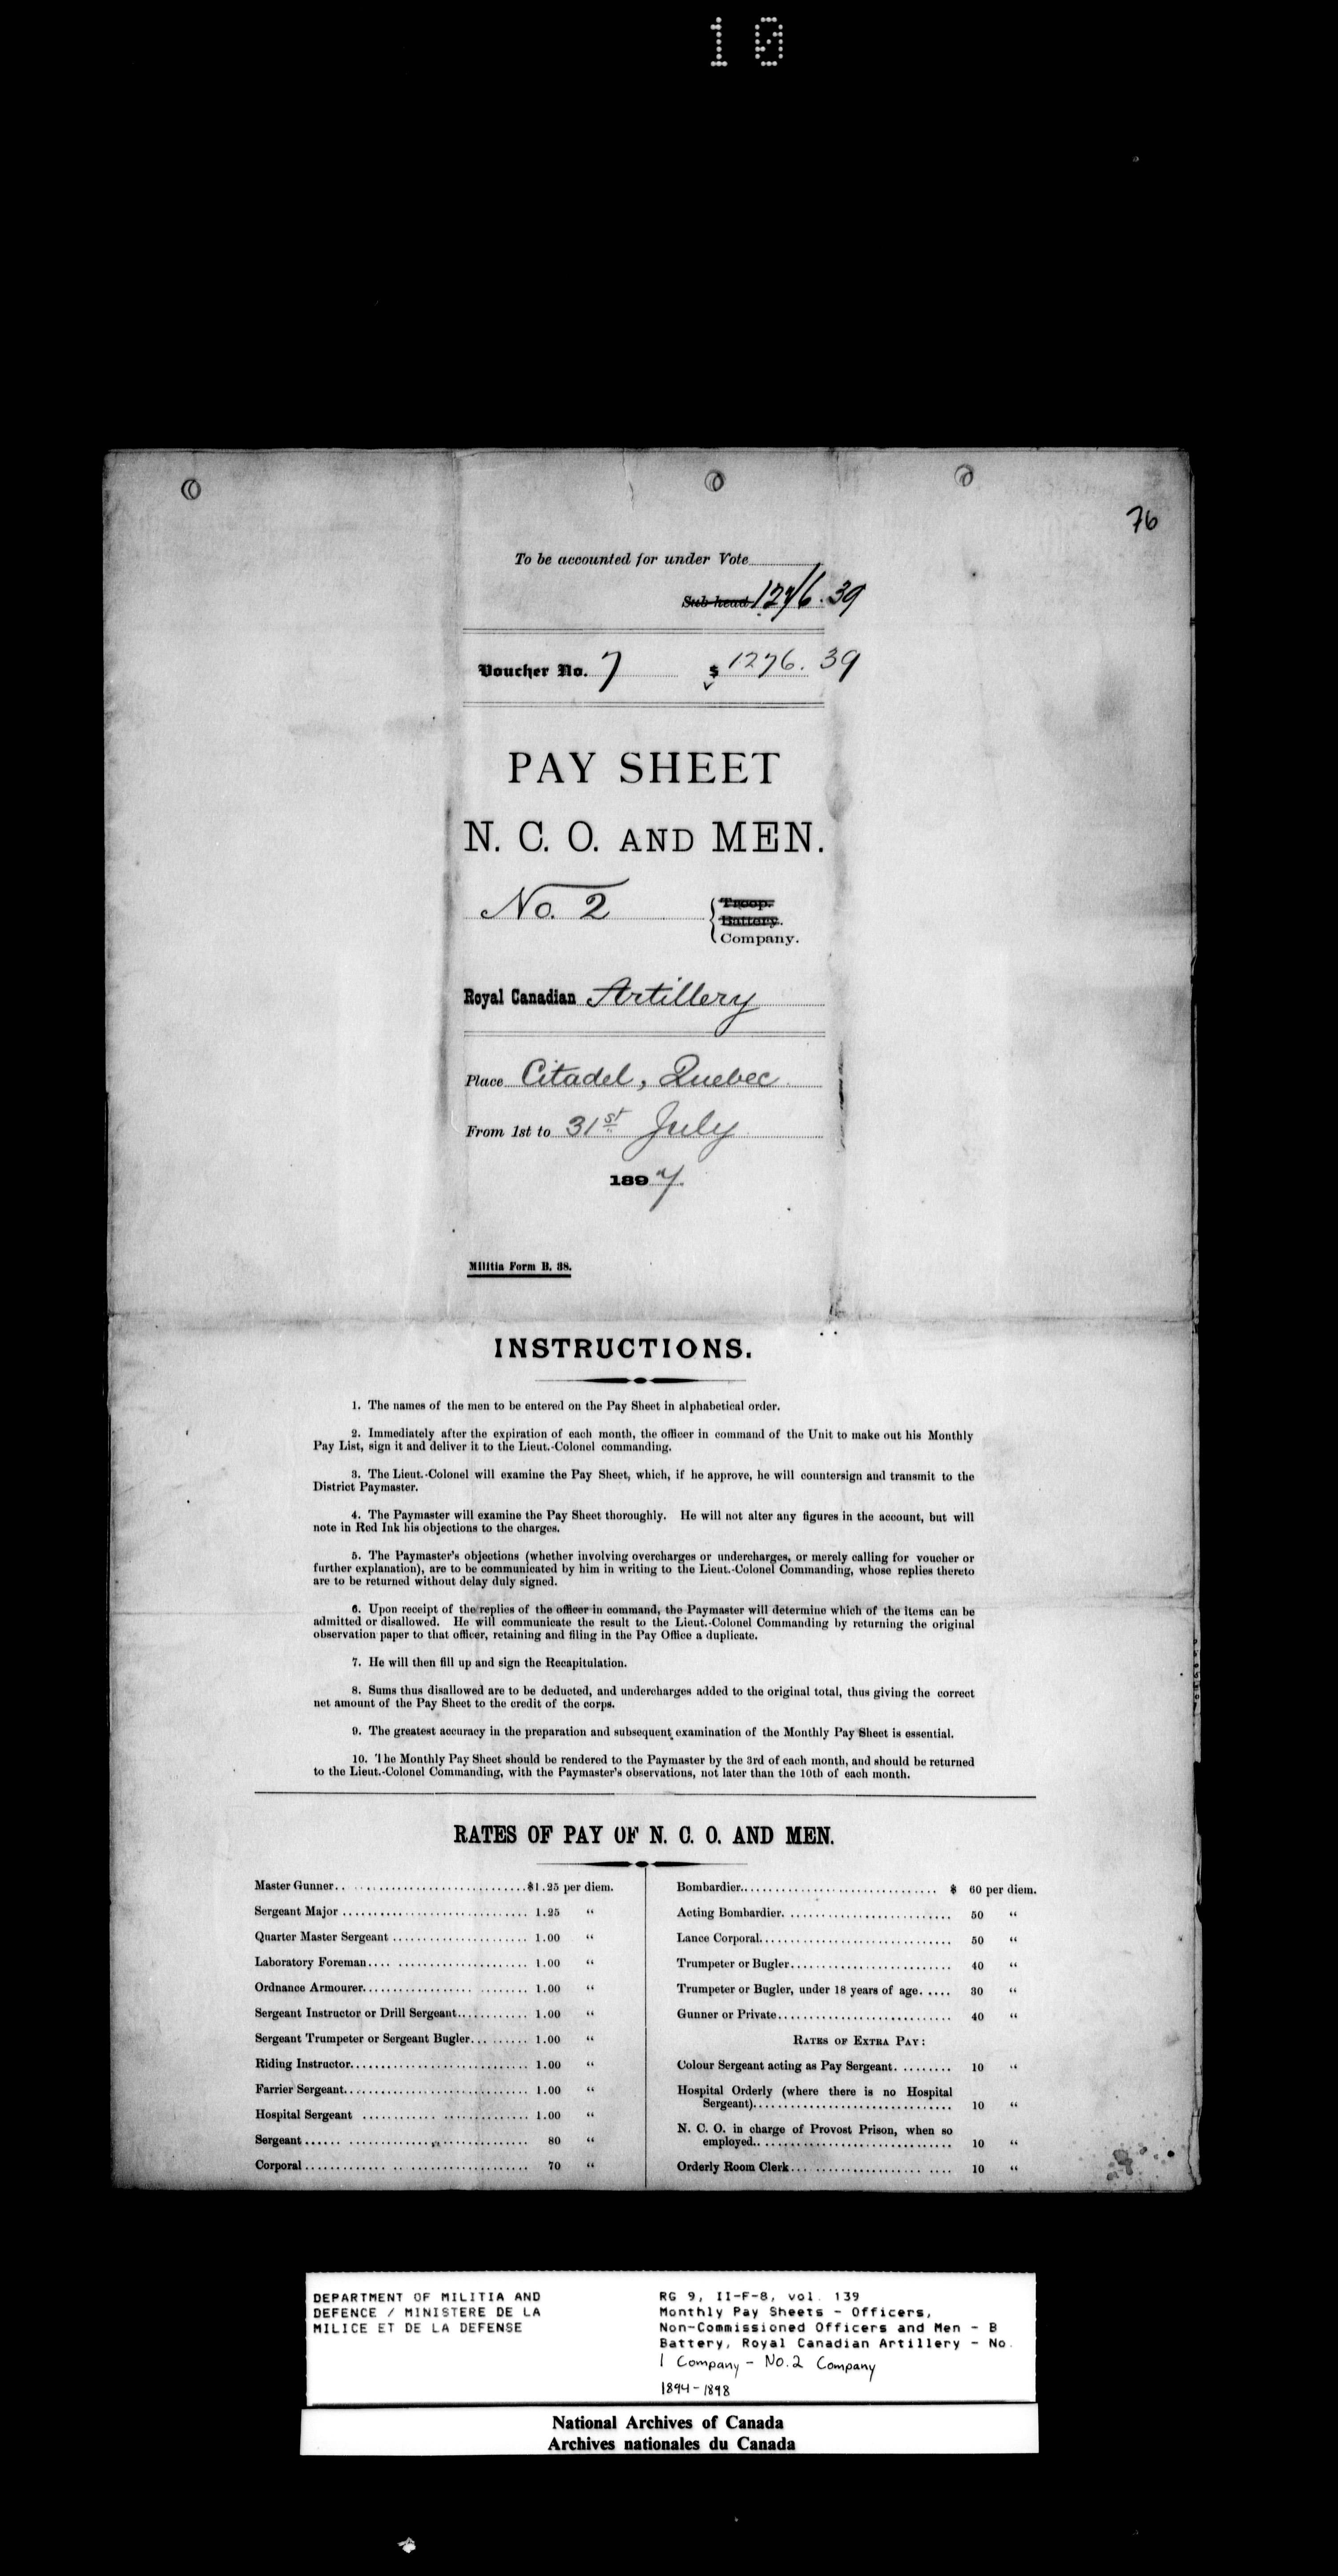 10
76
To be accounted for under Vote
Sub-head 1276.39
Voucher No. 7 $ 1276. 39
PAY SHEET
N. C. O. AND MEN.
No. 2
Troop.
Battery.
Company.
Royal Canadian Artillery
Place Citadel, Quebec
From 1st to 31st July
1897.
Militia Form B. 38.
INSTRUCTIONS.
1. The names of the men to be entered on the Pay Sheet in alphabetical order.
2. Immediately after the expiration of each month, the officer in command of the Unit to make out his Monthly
Pay List, sign it and deliver it to the Lieut.-Colonel commanding.
3. The Lieut.-Colonel will examine the Pay Sheet, which, if he approve, he will countersign and transmit to the
District Paymaster.
4. The Paymaster will examine the Pay Sheet thoroughly. He will not alter any figures in the account, but will
note in Red Ink his objections to the charges.
5. The Paymaster's objections (whether involving overcharges or undercharges, or merely calling for voucher or
further explanation), are to be communicated by him in writing to the Lieut.-Colonel Commanding, whose replies thereto
are to be returned without delay duly signed.
6. Upon receipt of the replies of the officer in command, the Paymaster will determine which of the items can be
admitted or disallowed. He will communicate the result to the Lieut.-Colonel Commanding by returning the original
observation paper to that officer, retaining and filing in the Pay Office a duplicate.
7. He will then fill up and sign the Recapitulation.
8. Sums thus disallowed are to be deducted, and undercharges added to the original total, thus giving the correct
net amount of the Pay Sheet to the credit of the corps.
9. The greatest accuracy in the preparation and subsequent examination of the Monthly Pay Sheet is essential.
10. The Monthly Pay Sheet should be rendered to the Paymaster by the 3rd of each month, and should be returned
to the Lieut.-Colonel Commanding, with the Paymaster's observations, not later than the 10th of each month.
RATES OF PAY OF N. C. O. AND MEN.
Master Gunner $1.25 per diem.
Sergeant Major 1.25 "
Quarter Master Sergeant 1.00 "
Laboratory Foreman 1.00 "
Ordnance Armourer 1.00 "
Sergeant Instructor or Drill Sergeant 1.00 "
Sergeant Trumpeter or Sergeant Bugler 1.00 "
Riding Instructor 1.00 "
Farrier Sergeant 1.00 "
Hospital Sergeant 1.00 "
Sergeant 80 "
Corporal 70 "
Bombardier $ 60 per diem.
Acting Bombardier 50 "
Lance Corporal 50 "
Trumpeter or Bugler 40 "
Trumpeter or Bugler, under 18 years of age 30 "
Gunner or Private 40 "
RATES OF EXTRA PAY:
Colour Sergeant acting as Pay Sergeant 10 "
Hospital Orderly (where there is no Hospital
Sergeant) 10 "
N. C. O. in charge of Provost Prison, when so
employed 10 "
Orderly Room Clerk 10 "
DEPARTMENT OF MILITIA AND
DEFENCE / MINISTERE DE LA
MILICE ET DE LA DEFENSE
RG 9, II-F-8, vol. 139
Monthly Pay Sheets - Officers,
Non-Commissioned Officers and Men - B
Battery, Royal Canadian Artillery - No.
1 Company - No. 2 Company
1894-1898
National Archives of Canada
Archives nationales du Canada